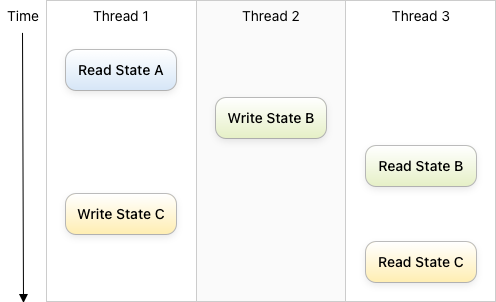 Time
Thread 1
Thread 2
Thread 3
Read State A
Write State B
Read State B
Write State C
Read State C